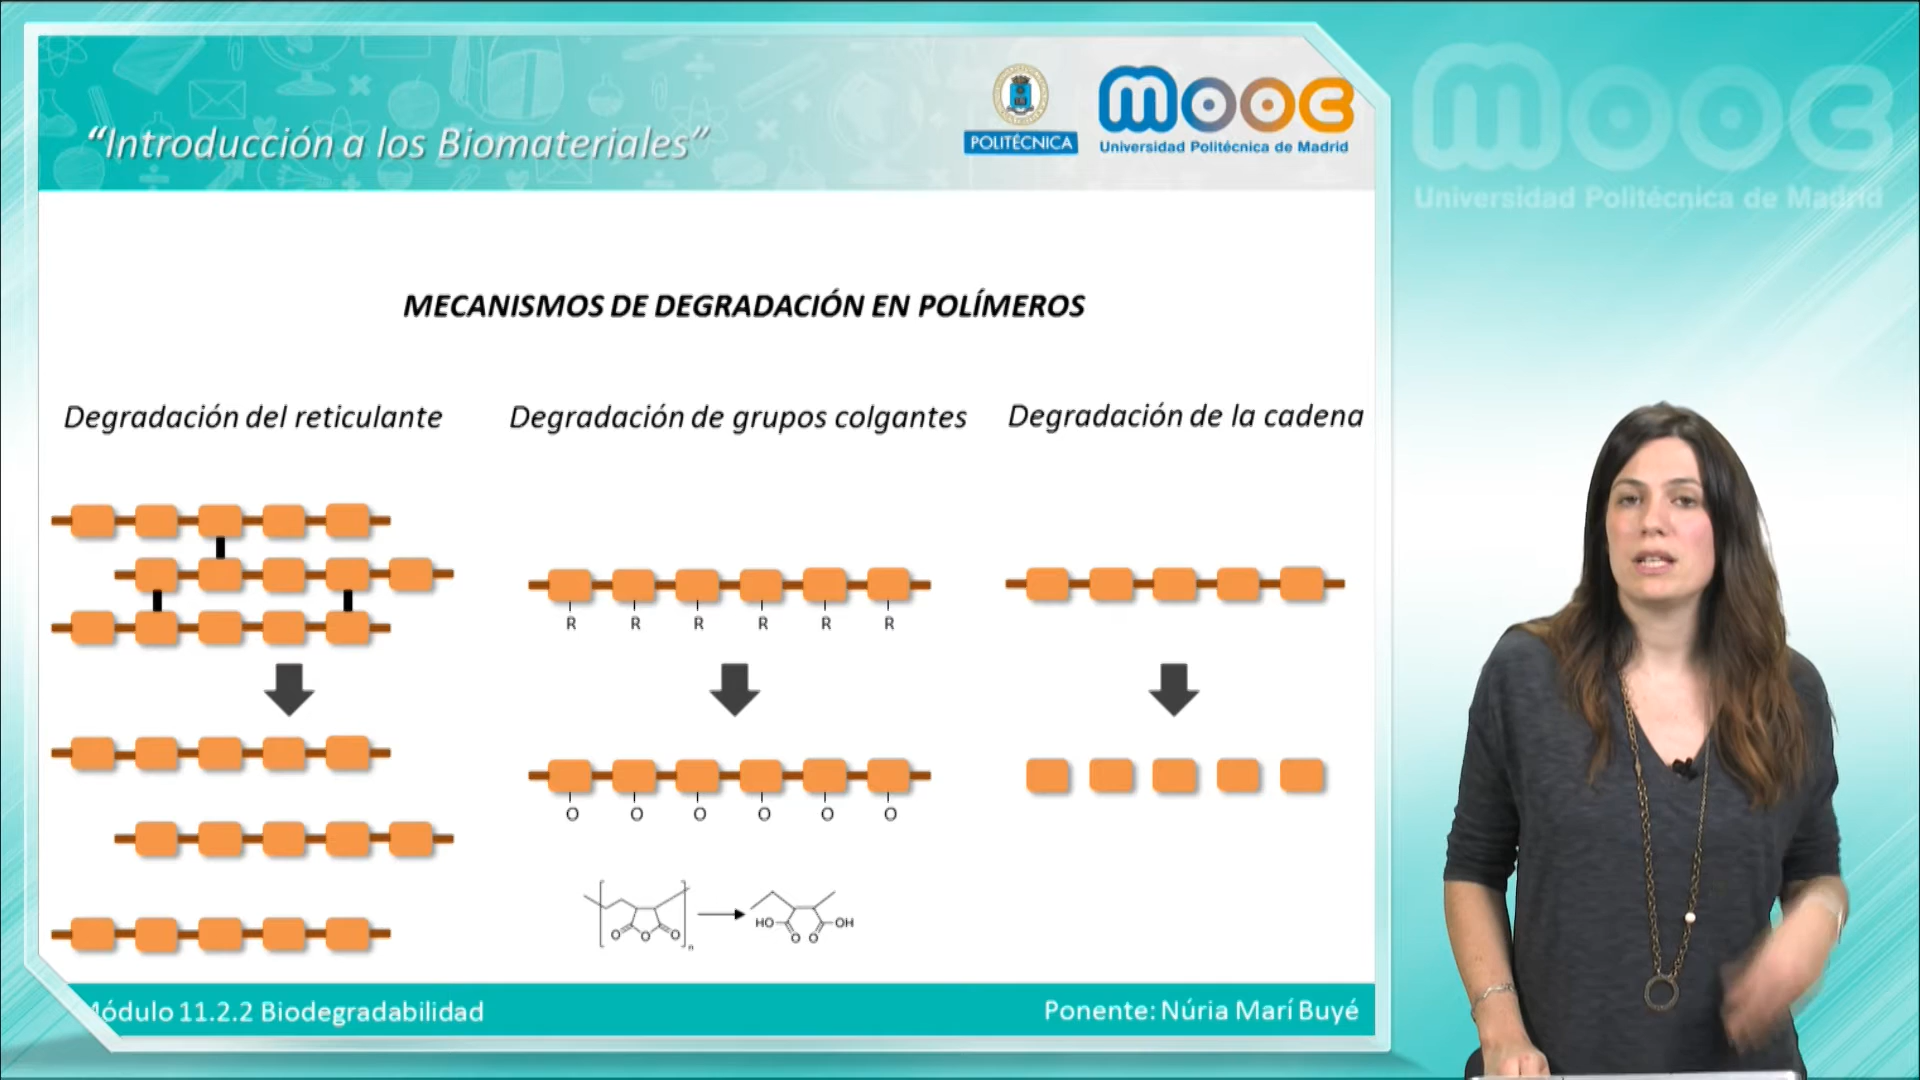 “Introducción a los Biomateriales”
POLITÉCNICA
mooc
Universidad Politécnica de Madrid
mooc
Universidad Politécnica de Madrid
MECANISMOS DE DEGRADACIÓN EN POLÍMEROS
Degradación del reticulante
Degradación de grupos colgantes
Degradación de la cadena
R R R R R R
O O O O O O
O O O n HO O O OH
Módulo 11.2.2 Biodegradabilidad
Ponente: Núria Marí Buyé